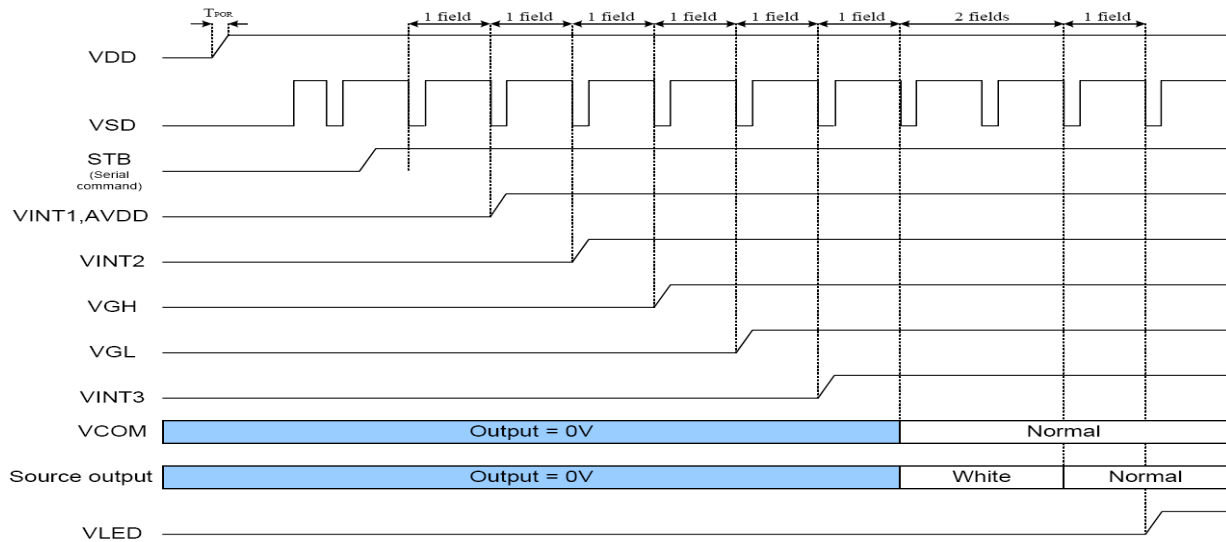 TPOR
1 field
1 field
1 field
1 field
1 field
1 field
2 fields
1 field
VDD
VSD
STB
(Serial
command)
VINT1,AVDD
VINT2
VGH
VGL
VINT3
VCOM
Output = 0V
Normal
Source output
Output = 0V
White
Normal
VLED